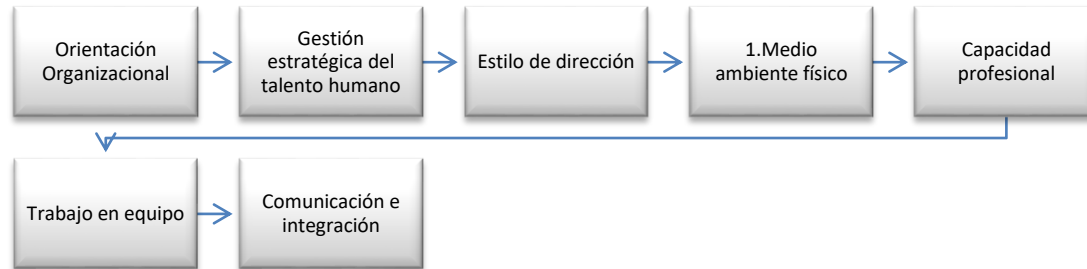 Orientación
Organizacional
Gestión
estratégica del
talento humano
Estilo de dirección
1.Medio
ambiente físico
Capacidad
profesional
Trabajo en equipo
Comunicación e
integración